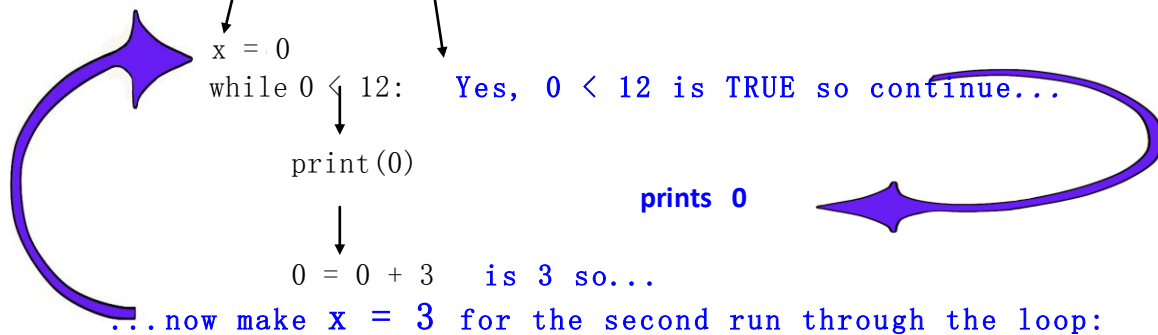 x = 0
while 0 < 12: Yes, 0 < 12 is TRUE so continue...
print(0)
prints 0
0 = 0 + 3 is 3 so...
...now make x = 3 for the second run through the loop: